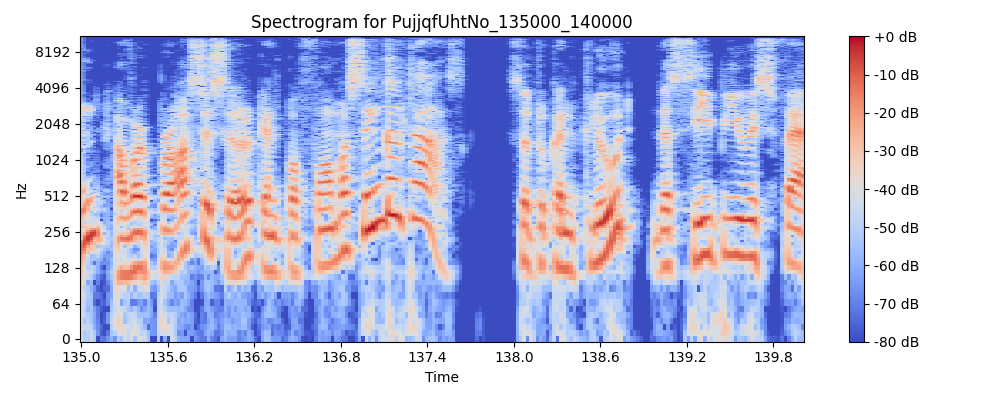 Spectrogram for PujjqfUhtNo_135000_140000
8192
4096
2048
1024
512
256
128
64
0
Hz
135.0 135.6 136.2 136.8 137.4 138.0 138.6 139.2 139.8
Time
+0 dB
-10 dB
-20 dB
-30 dB
-40 dB
-50 dB
-60 dB
-70 dB
-80 dB